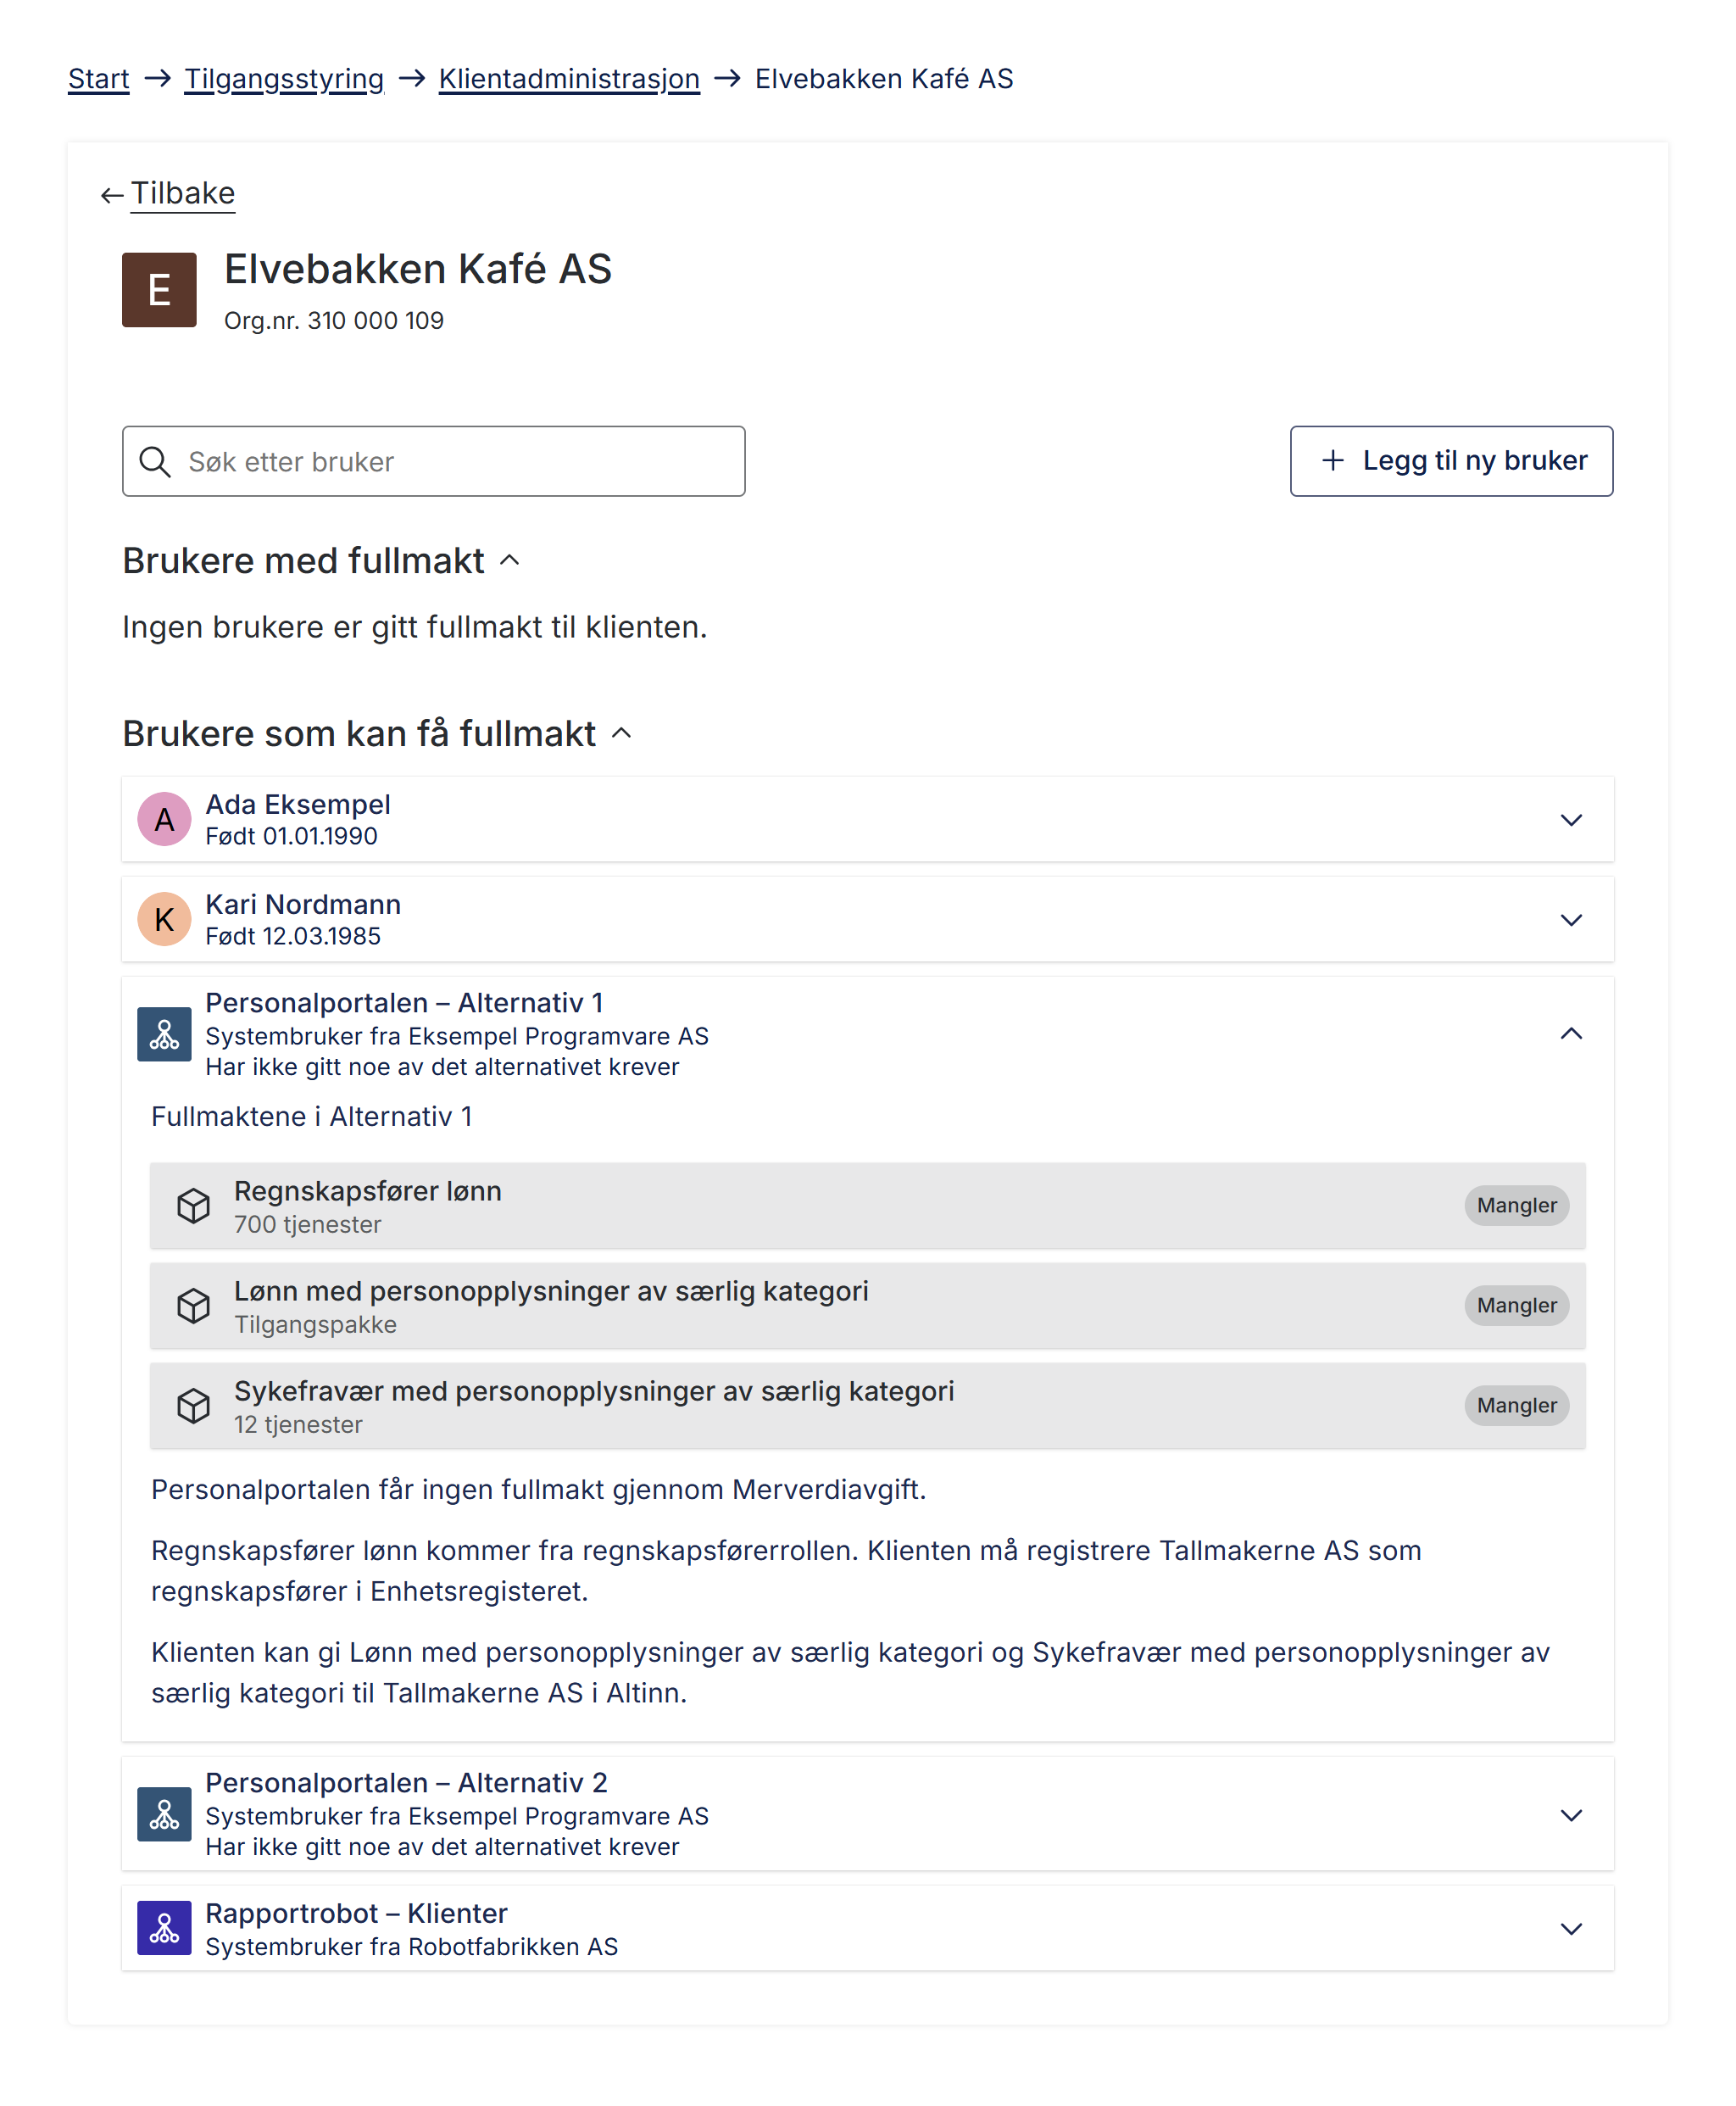 Start → Tilgangsstyring → Klientadministrasjon → Elvebakken Kafé AS
← Tilbake
E
Elvebakken Kafé AS
Org.nr. 310 000 109
Søk etter bruker
+ Legg til ny bruker
Brukere med fullmakt
Ingen brukere er gitt fullmakt til klienten.
Brukere som kan få fullmakt
A
Ada Eksempel
Født 01.01.1990
K
Kari Nordmann
Født 12.03.1985
Personalportalen – Alternativ 1
Systembruker fra Eksempel Programvare AS
Har ikke gitt noe av det alternativet krever
Fullmaktene i Alternativ 1
Regnskapsfører lønn
700 tjenester
Mangler
Lønn med personopplysninger av særlig kategori
Tilgangspakke
Mangler
Sykefravær med personopplysninger av særlig kategori
12 tjenester
Mangler
Personalportalen får ingen fullmakt gjennom Merverdiavgift.
Regnskapsfører lønn kommer fra regnskapsførerrollen. Klienten må registrere Tallmakerne AS som
regnskapsfører i Enhetsregisteret.
Klienten kan gi Lønn med personopplysninger av særlig kategori og Sykefravær med personopplysninger av
særlig kategori til Tallmakerne AS i Altinn.
Personalportalen – Alternativ 2
Systembruker fra Eksempel Programvare AS
Har ikke gitt noe av det alternativet krever
Rapportrobot – Klienter
Systembruker fra Robotfabrikken AS